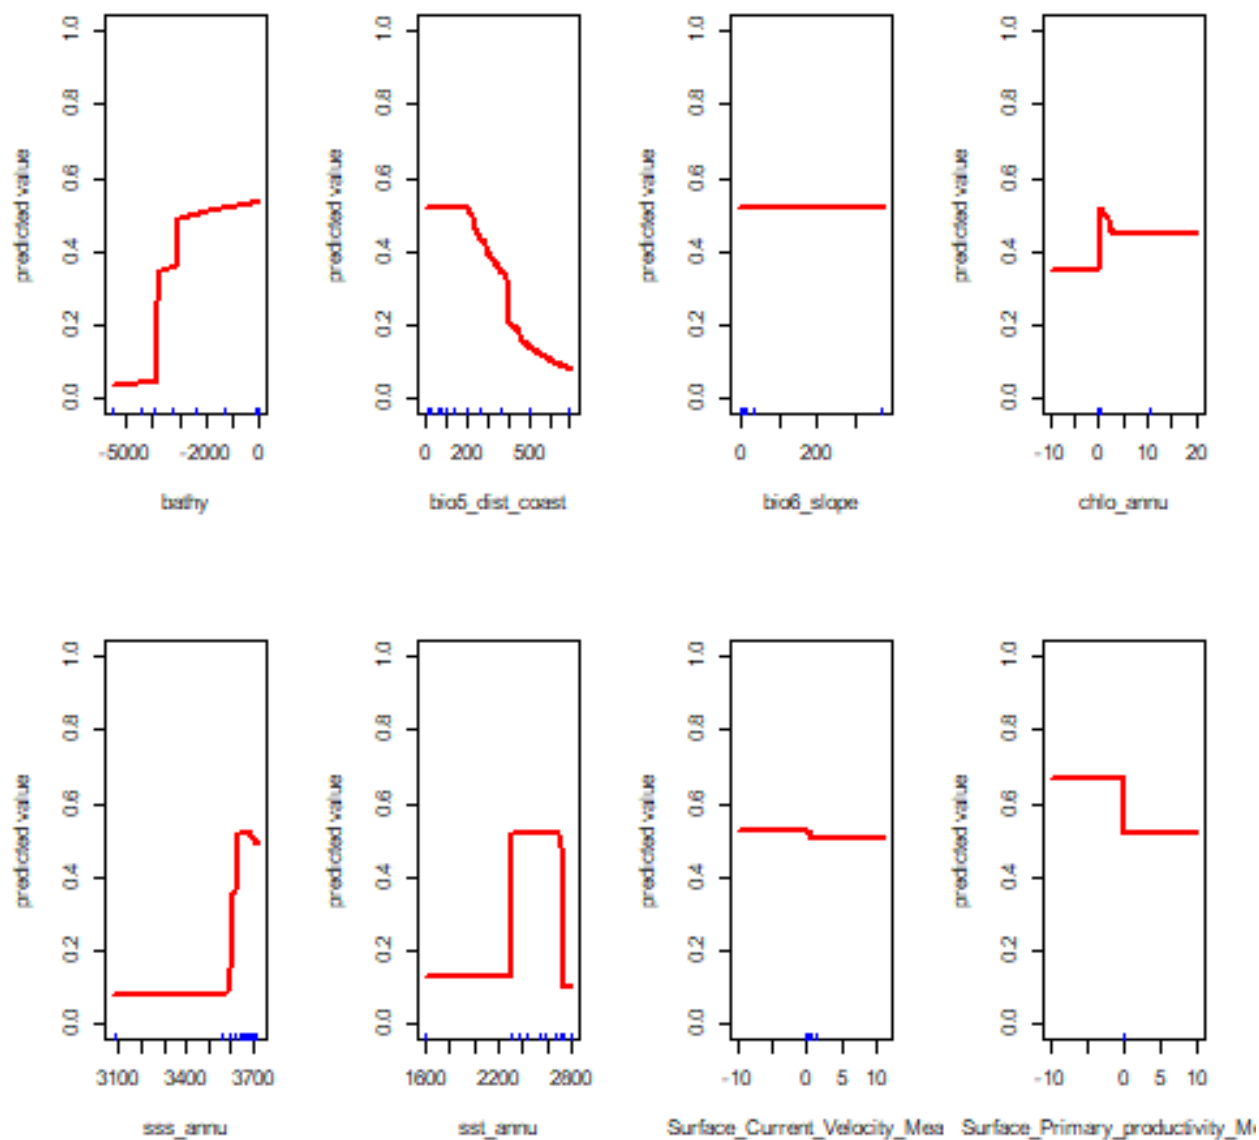 predicted value
0.0 0.2 0.4 0.6 0.8 1.0
-5000 -2000 0
bathy
predicted value
0.0 0.2 0.4 0.6 0.8 1.0
0 200 500
bio5_dist_coast
predicted value
0.0 0.2 0.4 0.6 0.8 1.0
0 200
bio6_slope
predicted value
0.0 0.2 0.4 0.6 0.8 1.0
-10 0 10 20
chlo_annu
predicted value
0.0 0.2 0.4 0.6 0.8 1.0
3100 3400 3700
sss_annu
predicted value
0.0 0.2 0.4 0.6 0.8 1.0
1600 2200 2800
sst_annu
predicted value
0.0 0.2 0.4 0.6 0.8 1.0
-10 0 5 10
Surface_Current_Velocity_Mea
predicted value
0.0 0.2 0.4 0.6 0.8 1.0
-10 0 5 10
Surface_Primary_productivity_Me